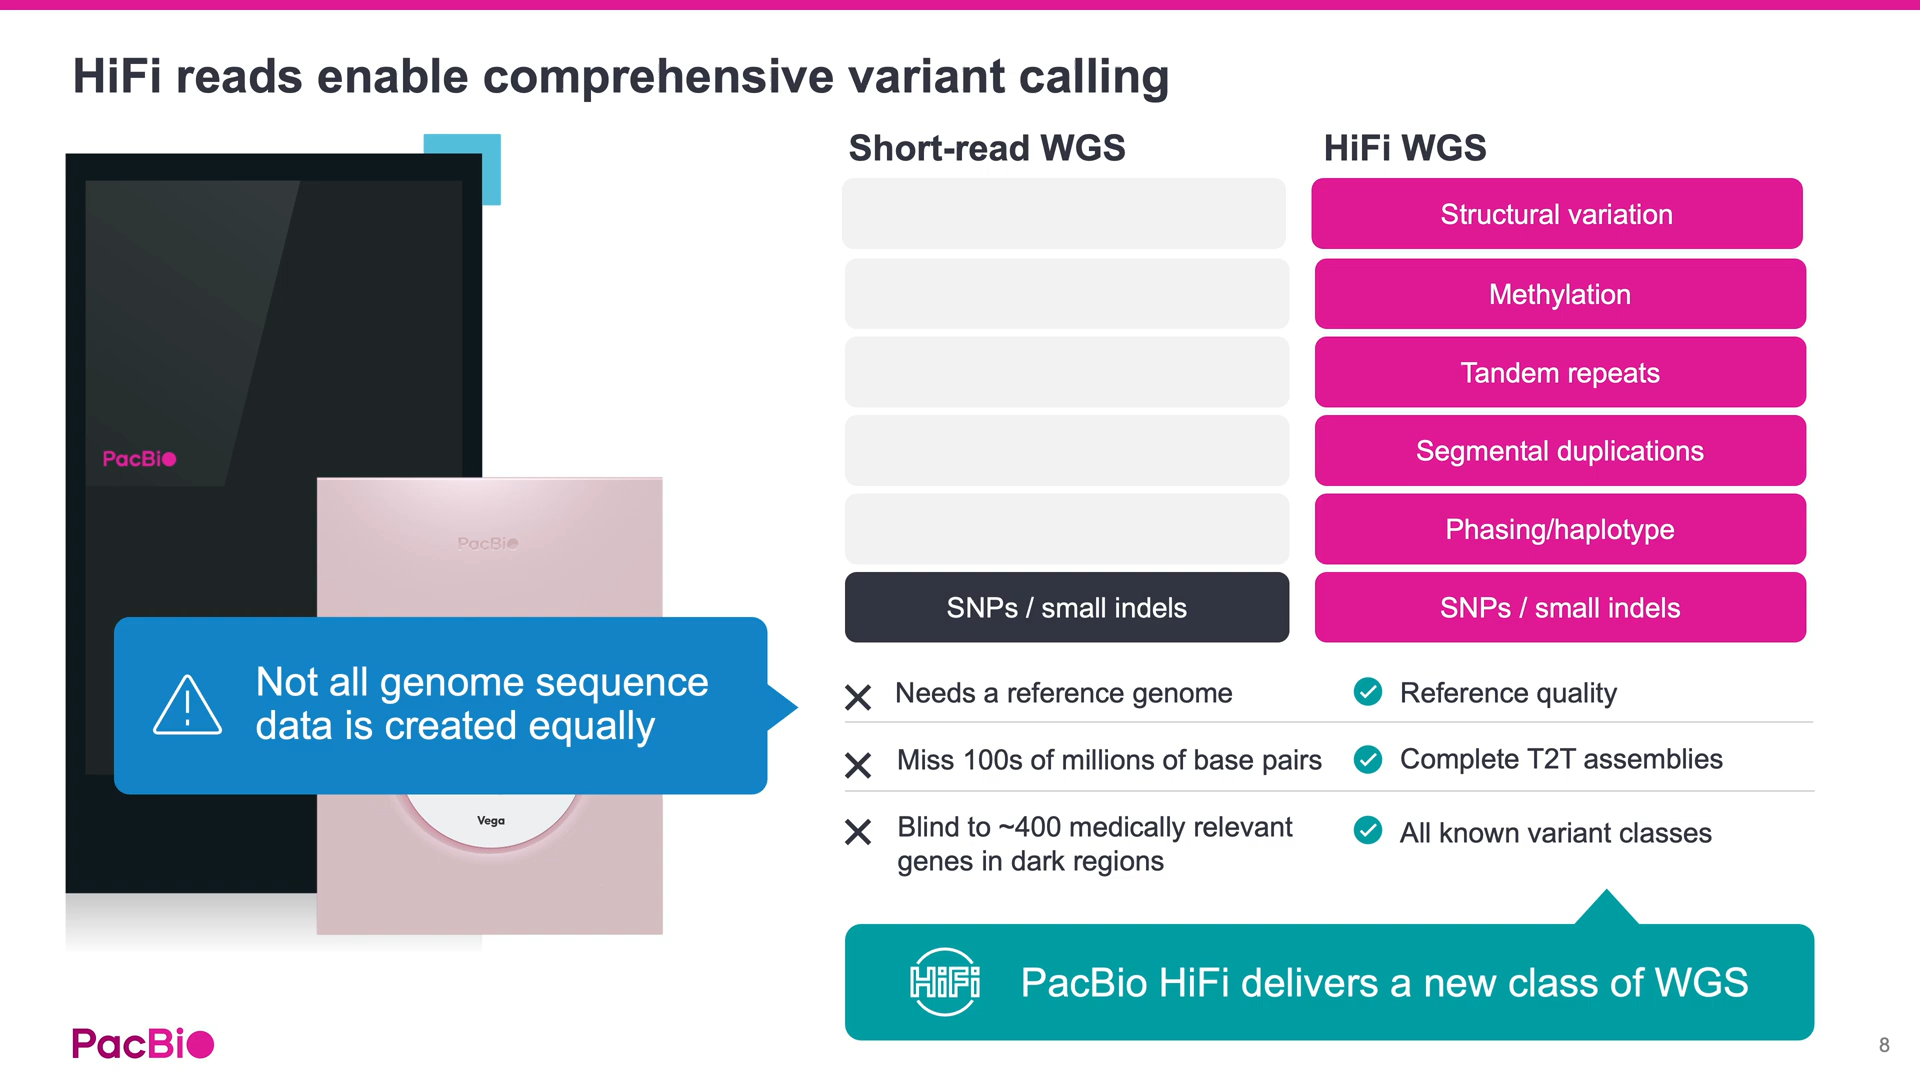 HiFi reads enable comprehensive variant calling
PacBio
PacBio
Vega
Not all genome sequence
data is created equally
Short-read WGS
HiFi WGS
Structural variation
Methylation
Tandem repeats
Segmental duplications
Phasing/haplotype
SNPs / small indels
SNPs / small indels
Needs a reference genome
Reference quality
Miss 100s of millions of base pairs
Complete T2T assemblies
Blind to ~400 medically relevant
genes in dark regions
All known variant classes
HiFi
PacBio HiFi delivers a new class of WGS
PacBio
8